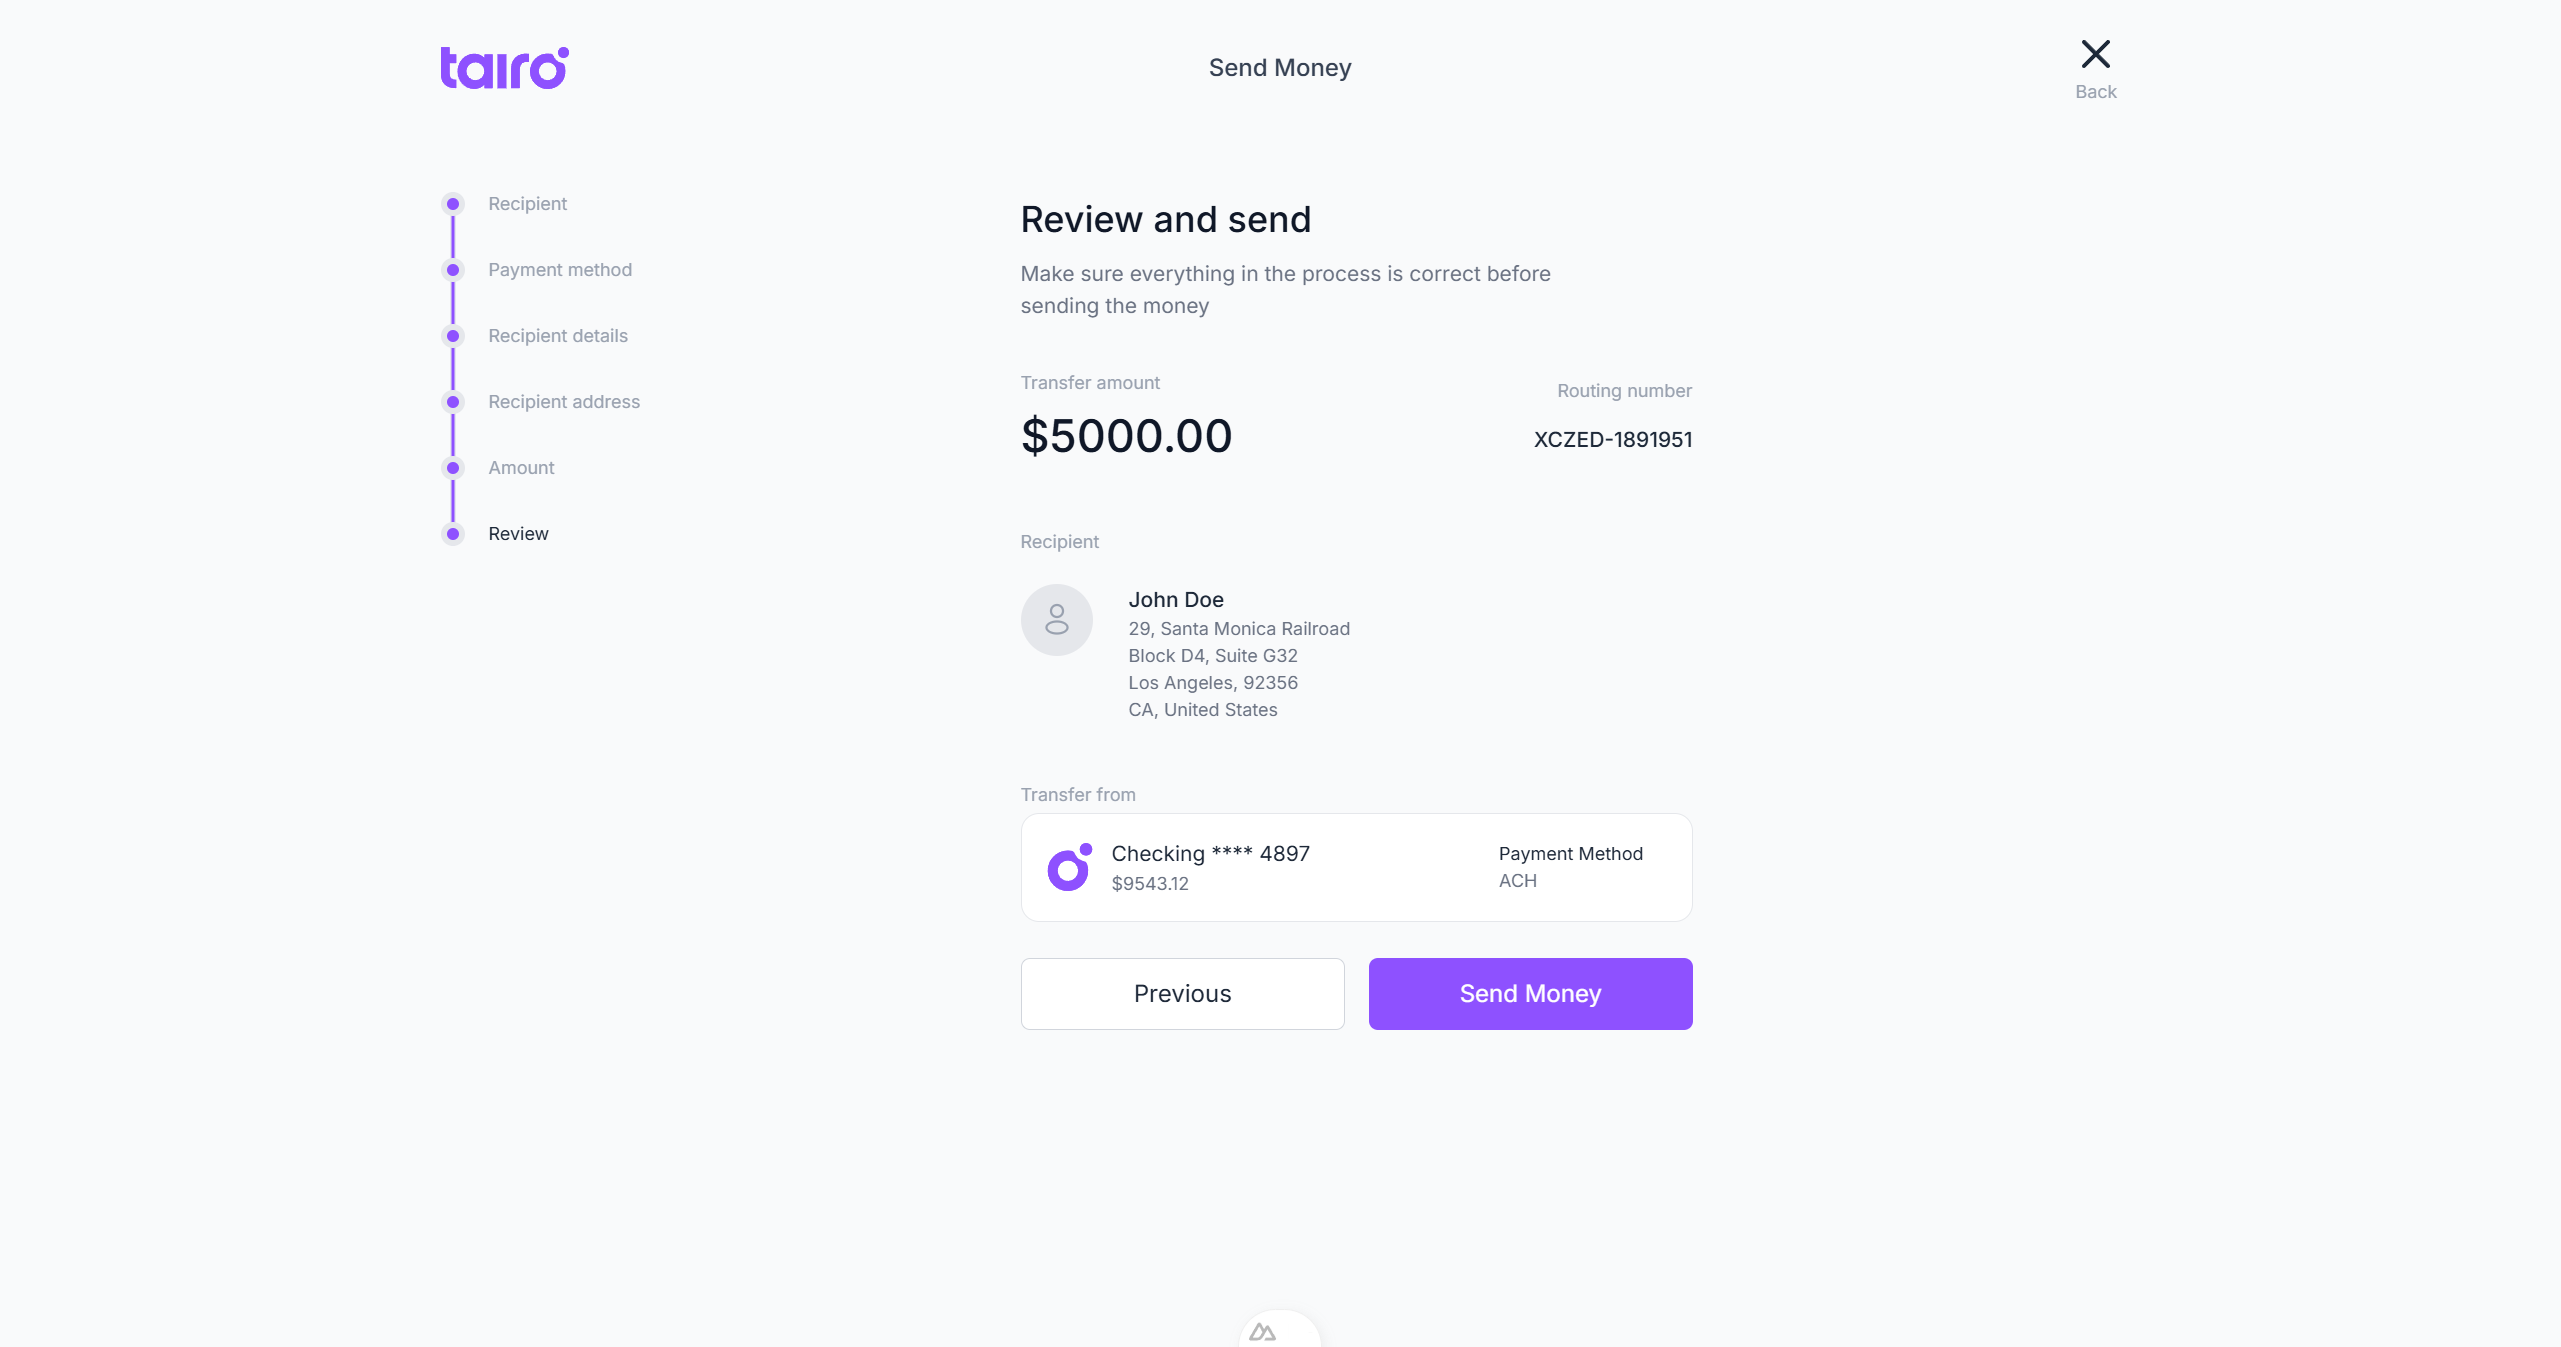 tairo
Send Money
Back
Recipient
Payment method
Recipient details
Recipient address
Amount
Review
Review and send
Make sure everything in the process is correct before
sending the money
Transfer amount
$5000.00
Routing number
XCZED-1891951
Recipient
John Doe
29, Santa Monica Railroad
Block D4, Suite G32
Los Angeles, 92356
CA, United States
Transfer from
Checking **** 4897
$9543.12
Payment Method
ACH
Previous
Send Money